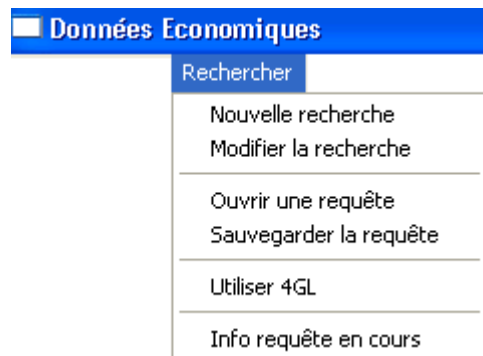 Données Economiques
Rechercher
Nouvelle recherche
Modifier la recherche
Ouvrir une requête
Sauvegarder la requête
Utiliser 4GL
Info requête en cours